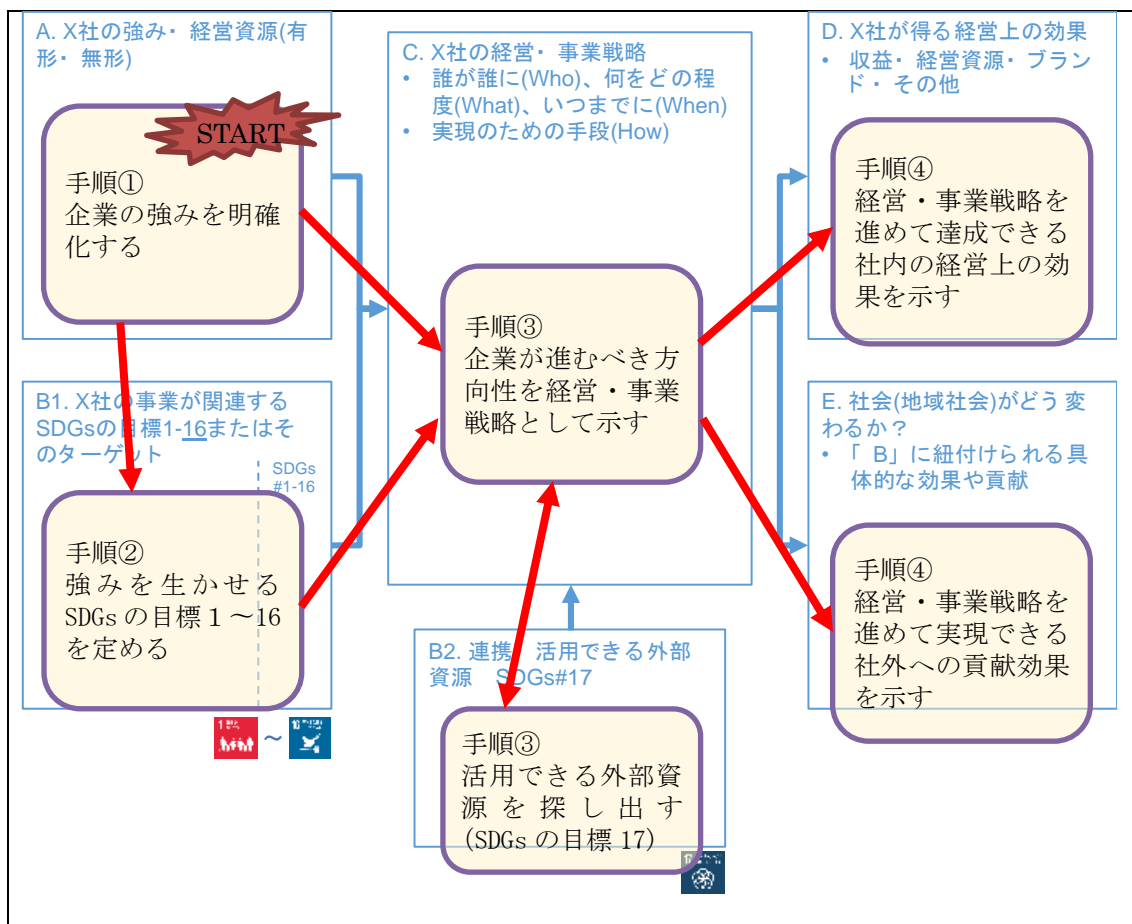 A. X社の強み・経営資源(有
形・無形)
START
手順①
企業の強みを明確
化する
B1. X社の事業が関連する
SDGsの目標1-16またはそ
のターゲット
SDGs
#1-16
手順②
強みを生かせる
SDGsの目標1～16
を定める
～
C. X社の経営・事業戦略
• 誰が誰に(Who)、何をどの程
度(What)、いつまでに(When)
• 実現のための手段(How)
手順③
企業が進むべき方
向性を経営・事業
戦略として示す
B2. 連携 活用できる外部
資源 SDGs#17
手順③
活用できる外部資
源を探し出す
(SDGsの目標17)
D. X社が得る経営上の効果
• 収益・経営資源・ブラン
ド・その他
手順④
経営・事業戦略を
進めて達成できる
社内の経営上の効
果を示す
E. 社会(地域社会)がどう変
わるか？
• 「B」に紐付けられる具
体的な効果や貢献
手順④
経営・事業戦略を
進めて実現できる
社外への貢献効果
を示す